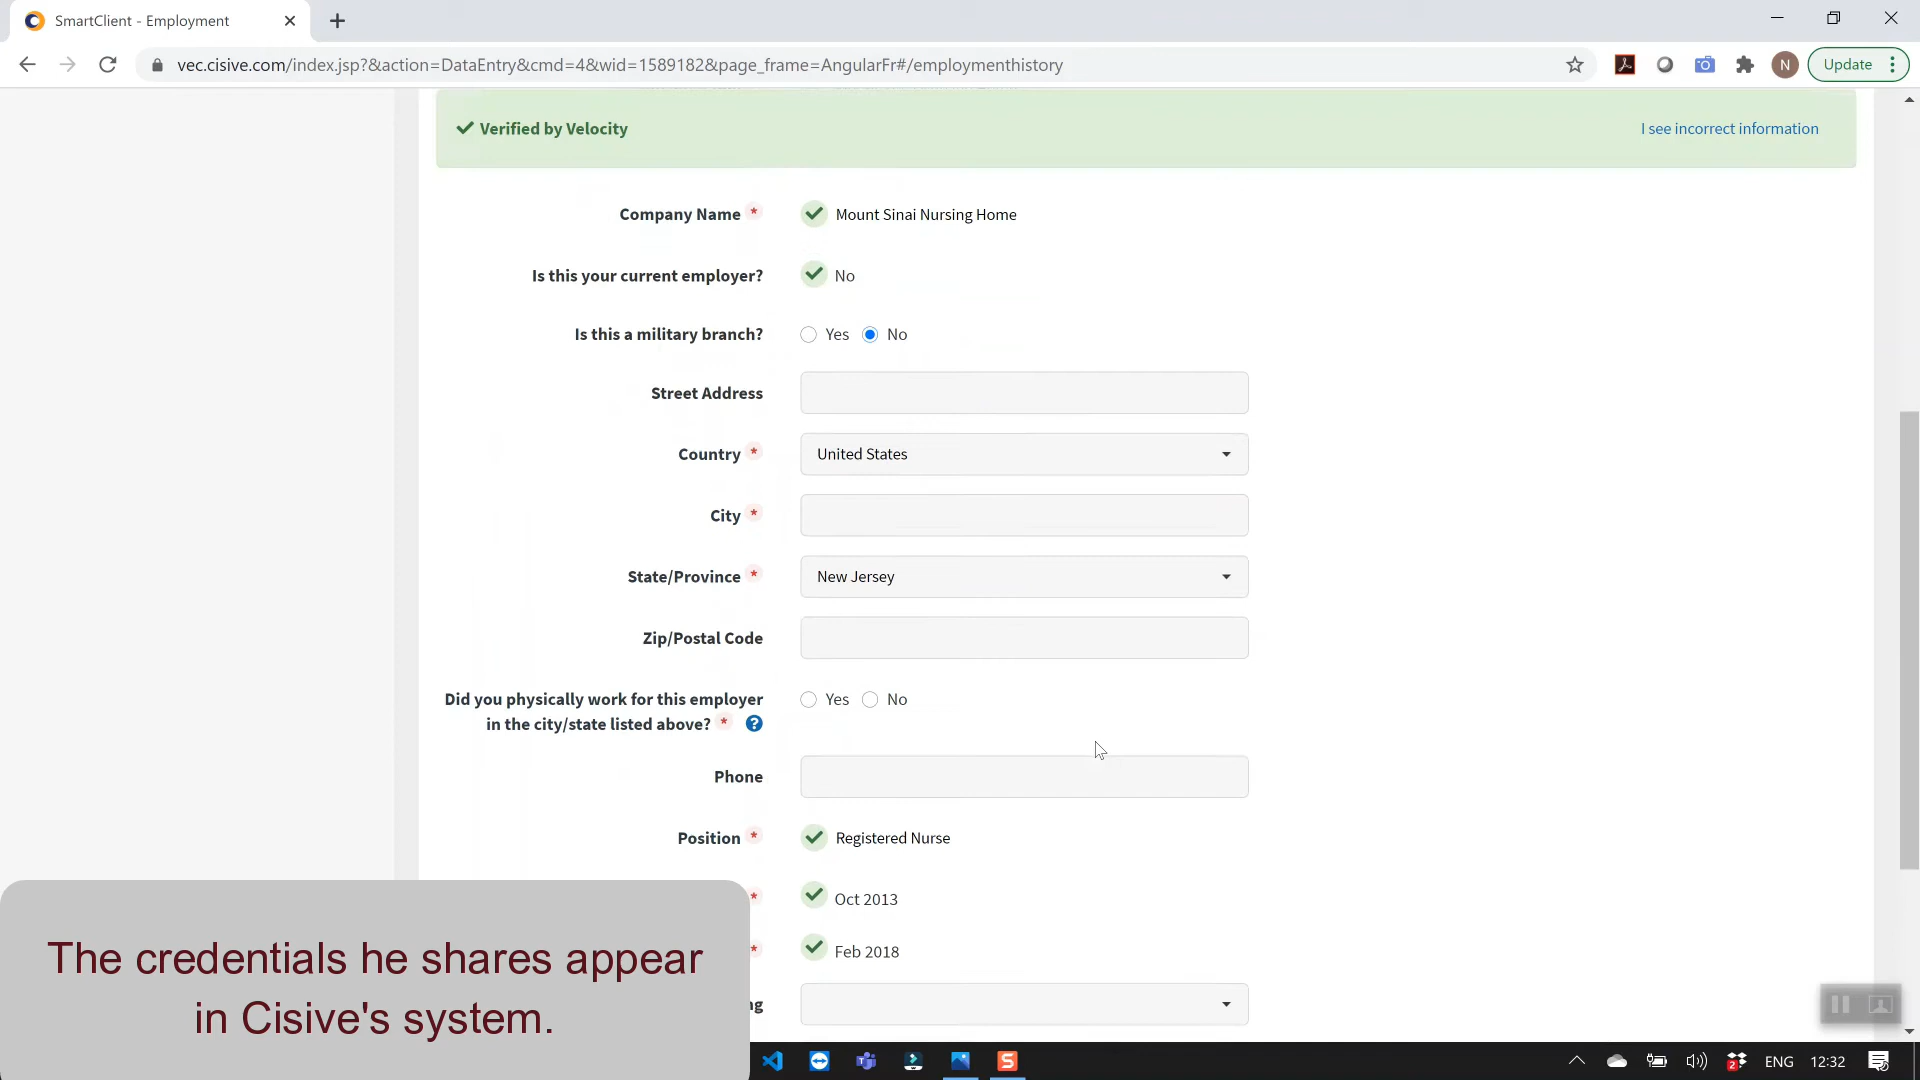 SmartClient - Employment
vec.cisive.com/index.jsp?&action=DataEntry&cmd=4&wid=1589182&page_frame=AngularFr#/employmenthistory
N
Update
Verified by Velocity
I see incorrect information
Company Name *
Mount Sinai Nursing Home
Is this your current employer?
No
Is this a military branch?
Yes No
Street Address
Country *
United States
City *
State/Province *
New Jersey
Zip/Postal Code
Did you physically work for this employer
in the city/state listed above? * ?
Yes No
Phone
Position *
Registered Nurse
*
Oct 2013
*
Feb 2018
ng
The credentials he shares appear
in Cisive's system.
S
2
ENG
12:32